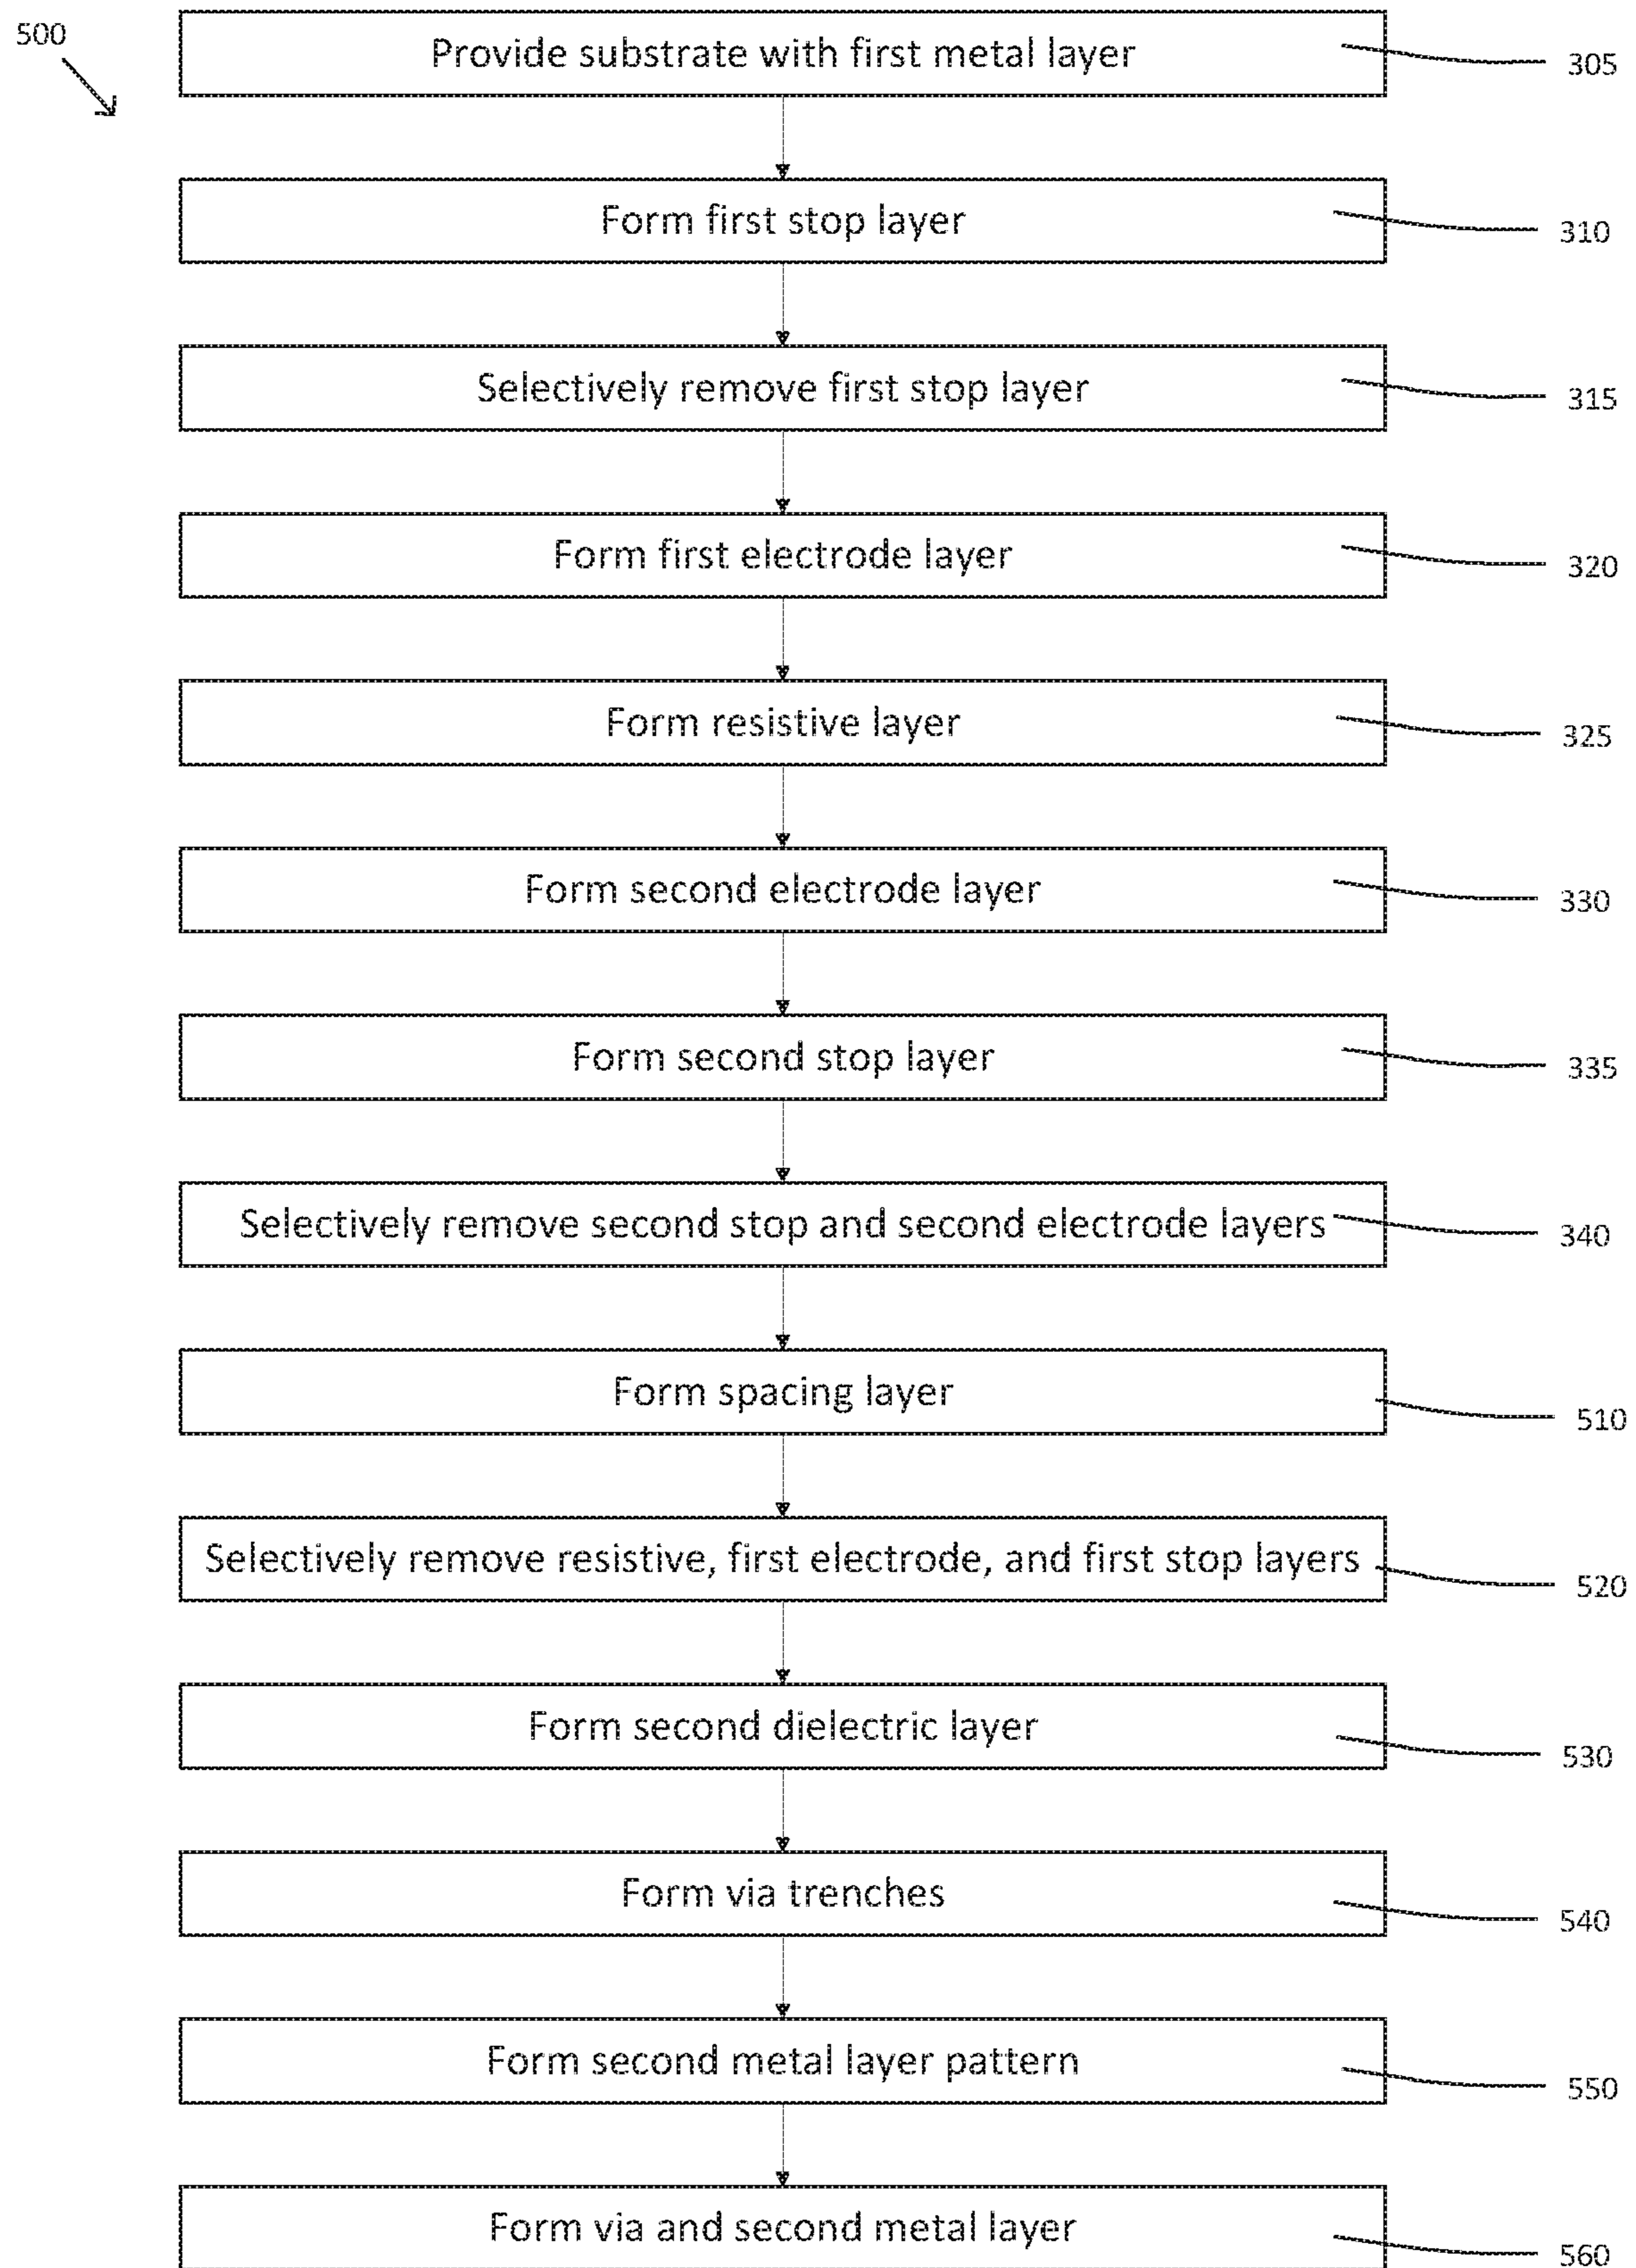 500
Provide substrate with first metal layer
305
Form first stop layer
310
Selectively remove first stop layer
315
Form first electrode layer
320
Form resistive layer
325
Form second electrode layer
330
Form second stop layer
335
Selectively remove second stop and second electrode layers
340
Form spacing layer
510
Selectively remove resistive, first electrode, and first stop layers
520
Form second dielectric layer
530
Form via trenches
540
Form second metal layer pattern
550
Form via and second metal layer
560